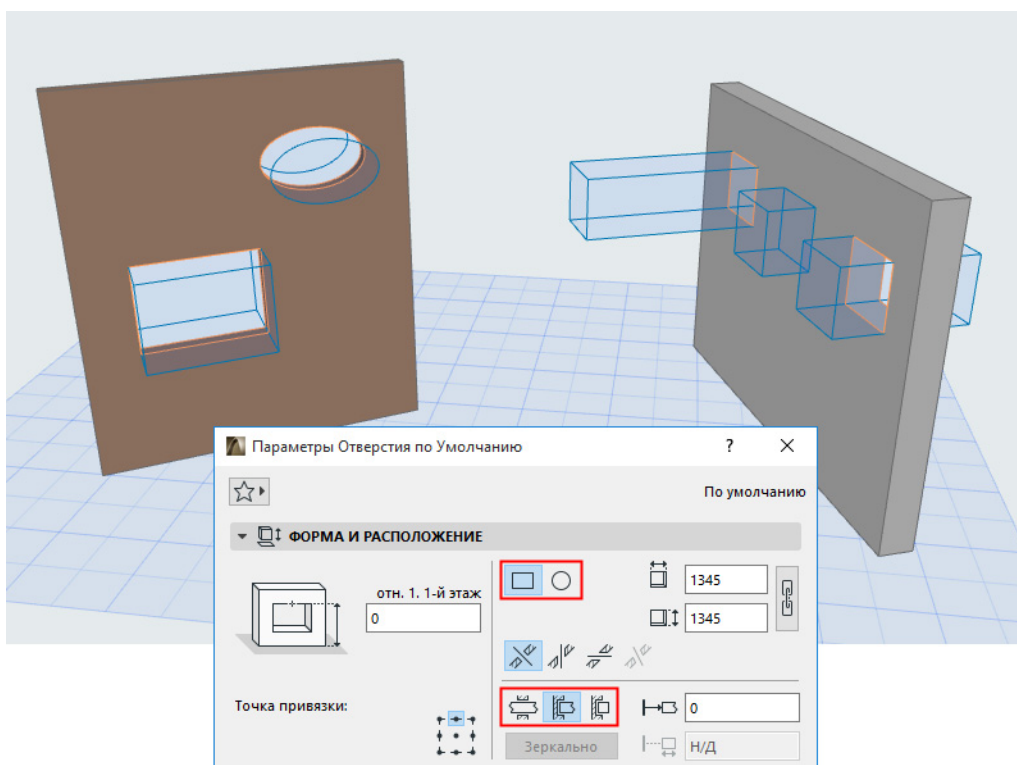 Параметры Отверстия по Умолчанию ? ×
По умолчанию
ФОРМА И РАСПОЛОЖЕНИЕ
отн. 1. 1-й этаж
0
1345
1345
Точка привязки:
0
Зеркально
Н/Д